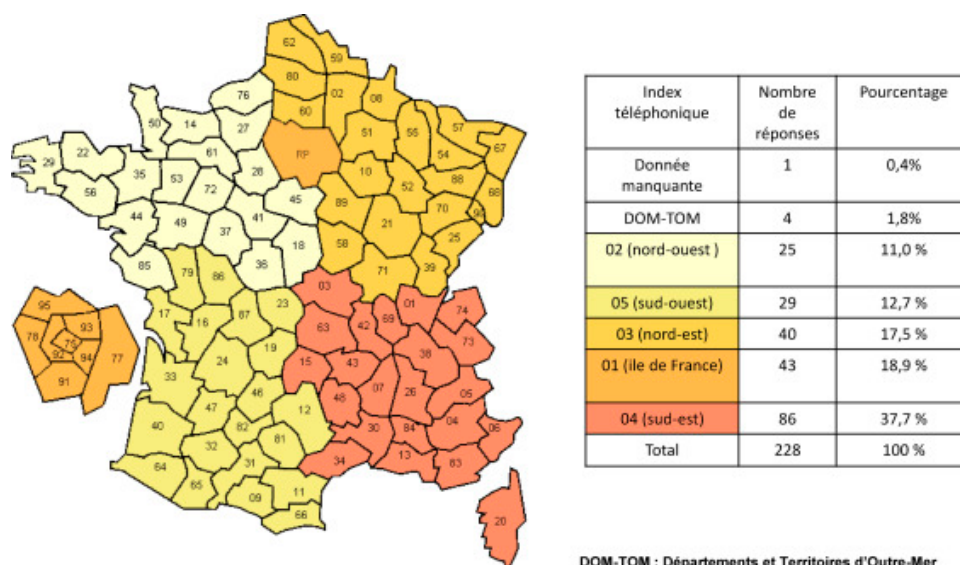 62 59
80
02 08
76 60
50 14 27 51 55 57 67
RP 54
61
29 22 28 10 88 68
35 53 52
56 72 45 89 70 90
44 49 41 21
37 25
18 58
85 36 39
79 86 71
03
95 23 01 74
17 87
78 93 16 63 42 69
75 73
92 94 77 24 19 15 43 38
91 33 07 26 05
46 48
40 47 12
82 30 84 04 06
32 81
64 31 34 13 83
65
09 11
66 20
Index téléphonique Nombre de réponses Pourcentage
Donnée manquante 1 0,4%
DOM-TOM 4 1,8%
02 (nord-ouest ) 25 11,0 %
05 (sud-ouest) 29 12,7 %
03 (nord-est) 40 17,5 %
01 (ile de France) 43 18,9 %
04 (sud-est) 86 37,7 %
Total 228 100 %
DOM-TOM : Départements et Territoires d'Outre-Mer